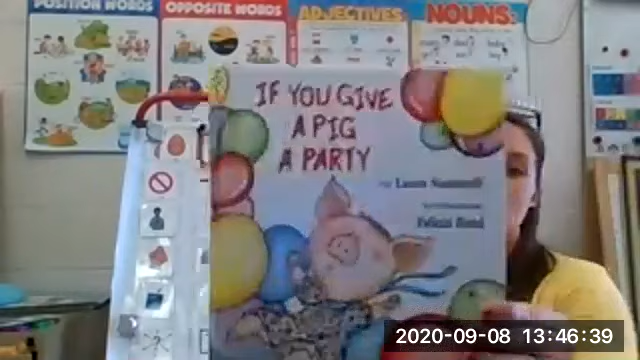 POSITION WORDS
OPPOSITE WORDS
ADJECTIVES
NOUNS:
IF YOU GIVE
A PIG
A PARTY
Laura Numeroff
Felicia Bond
2020-09-08 13:46:39